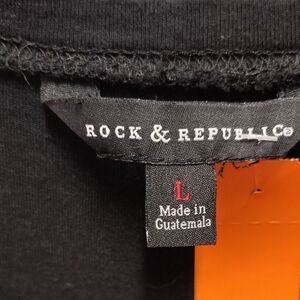 ROCK & REPUBLIC®
L
Made in
Guatemala